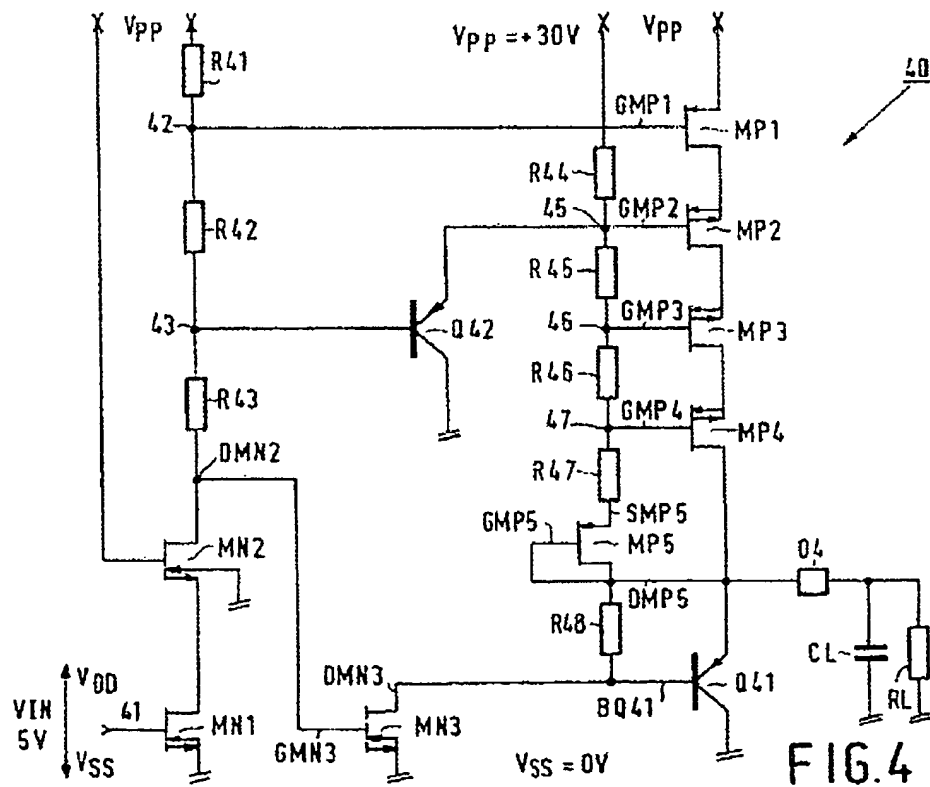 VPP
VPP = +30V
VPP
40
R41
42
GMP1
MP1
R44
45
GMP2
MP2
R42
R45
43
Q42
46
GMP3
MP3
R46
R43
47
GMP4
MP4
DMN2
R47
SMP5
GMP5
MP5
MN2
04
DMP5
R48
CL
RL
DMN3
Q41
BQ41
VDD
VIN
5V
41
MN1
GMN3
MN3
VSS
VSS = 0V
FIG.4